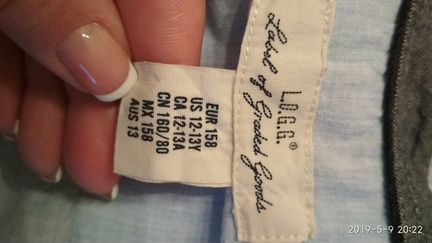 EUR 158
US 12-13Y
CA 12-13A
CN 160/80
MX 158
AUS 13
L.O.G.G.®
Label of Graded Goods
2019-5-9 20:22